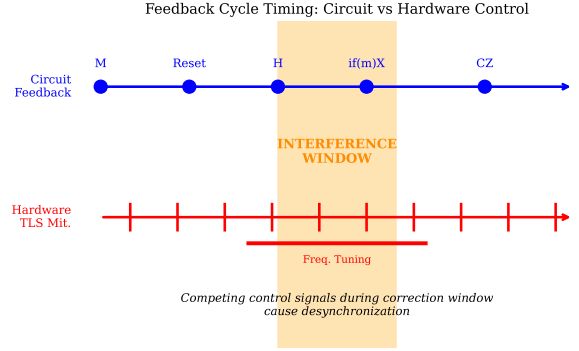 Feedback Cycle Timing: Circuit vs Hardware Control
M
Reset
H
if(m)X
CZ
Circuit
Feedback
INTERFERENCE
WINDOW
Hardware
TLS Mit.
Freq. Tuning
Competing control signals during correction window
cause desynchronization